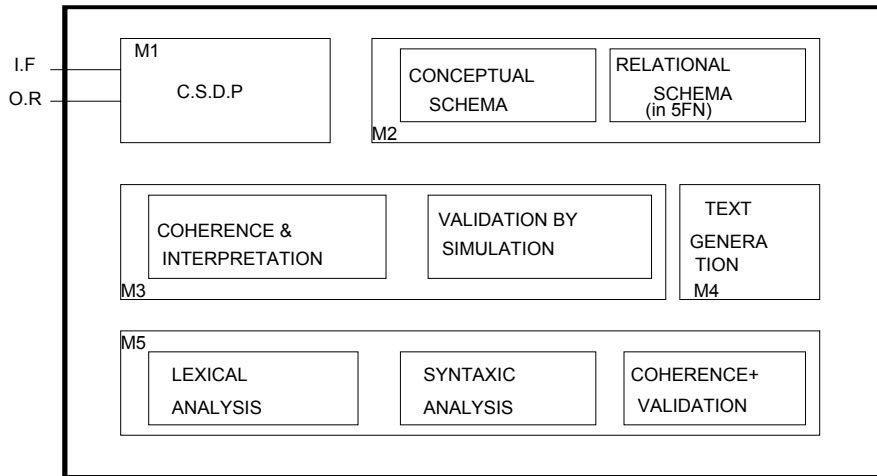 I.F
O.R
M1
C.S.D.P
CONCEPTUAL
SCHEMA
RELATIONAL
SCHEMA
(in 5FN)
M2
COHERENCE &
INTERPRETATION
VALIDATION BY
SIMULATION
M3
TEXT
GENERA
TION
M4
M5
LEXICAL
ANALYSIS
SYNTAXIC
ANALYSIS
COHERENCE+
VALIDATION